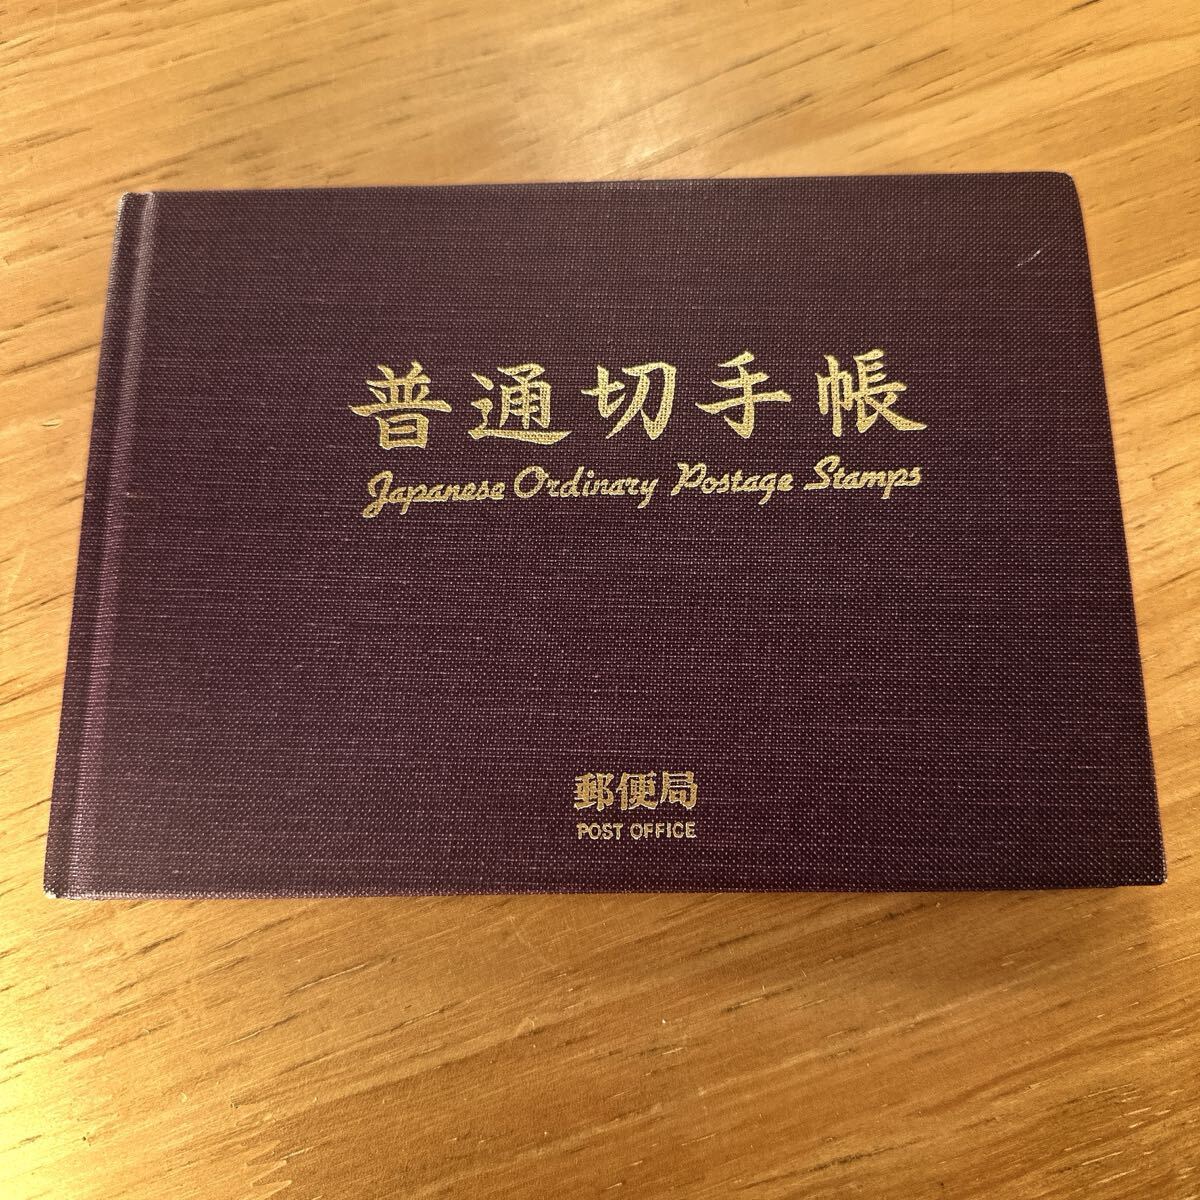 普通切手帳
Japanese Ordinary Postage Stamps
郵便局
POST OFFICE